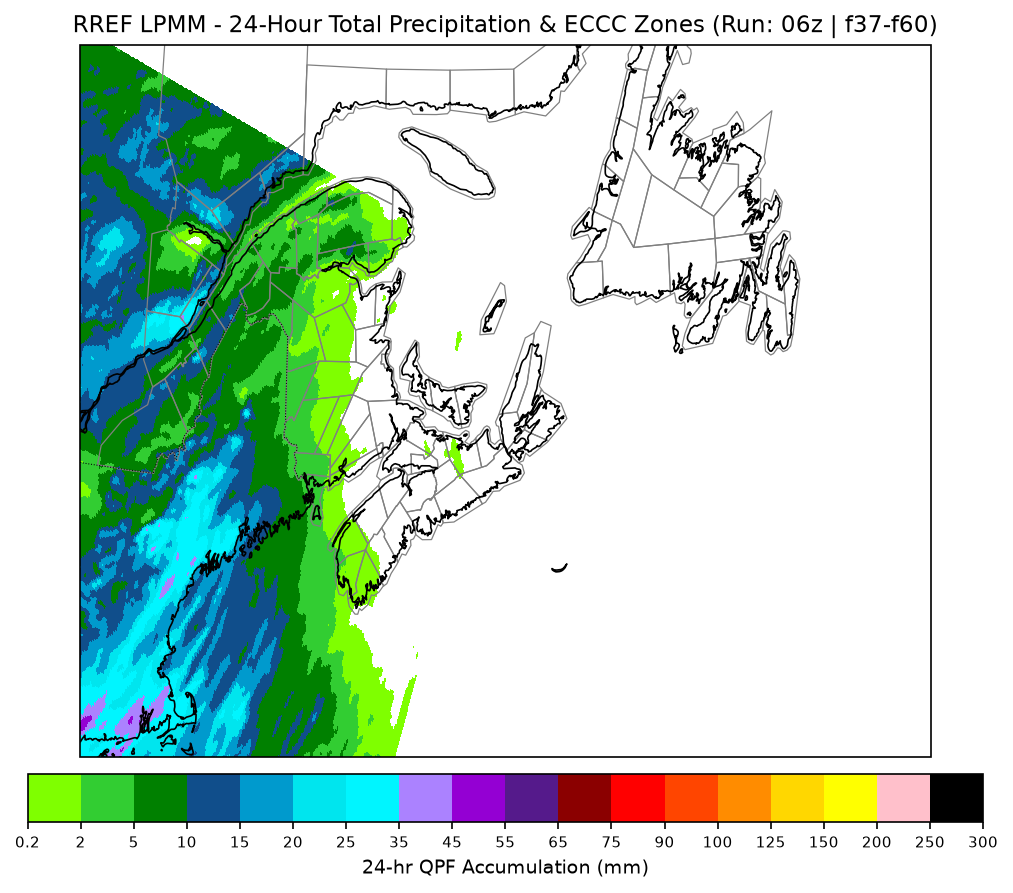 RREF LPMM - 24-Hour Total Precipitation & ECCC Zones (Run: 06z | f37-f60)
0.2 2 5 10 15 20 25 35 45 55 65 75 90 100 125 150 200 250 300
24-hr QPF Accumulation (mm)